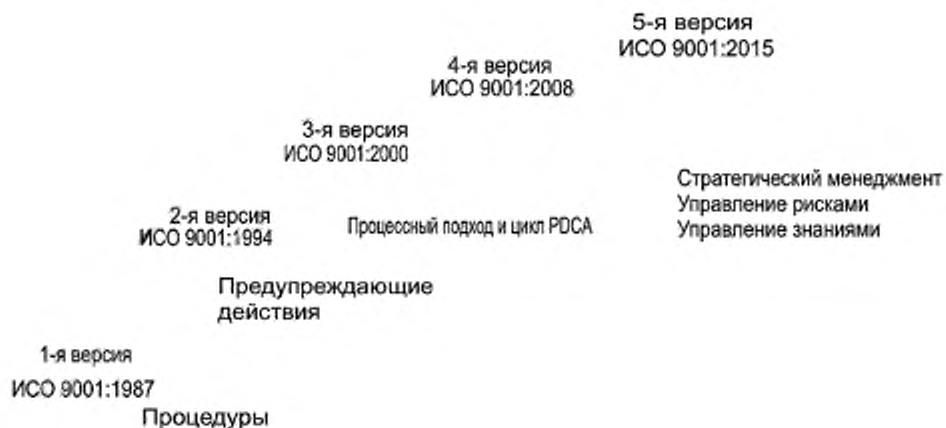 5-я версия
ИСО 9001:2015
4-я версия
ИСО 9001:2008
3-я версия
ИСО 9001:2000
Стратегический менеджмент
Управление рисками
Управление знаниями
2-я версия
ИСО 9001:1994
Процессный подход и цикл PDCA
Предупреждающие
действия
1-я версия
ИСО 9001:1987
Процедуры